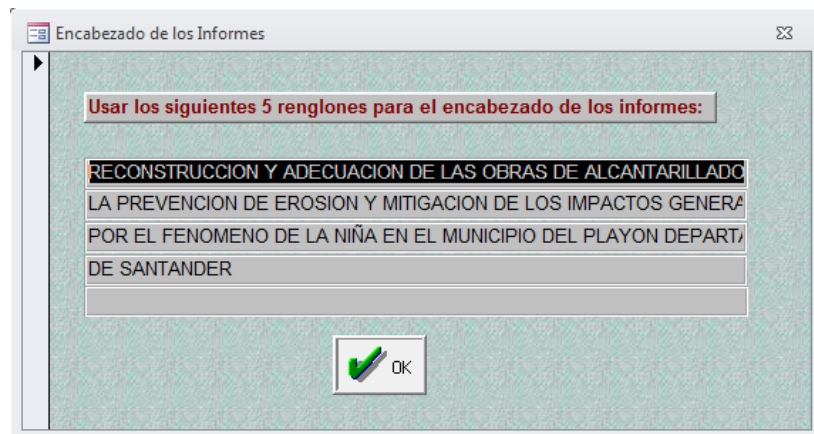 Encabezado de los Informes
Usar los siguientes 5 renglones para el encabezado de los informes:
RECONSTRUCCION Y ADECUACION DE LAS OBRAS DE ALCANTARILLADO
LA PREVENCION DE EROSION Y MITIGACION DE LOS IMPACTOS GENERA
POR EL FENOMENO DE LA NIÑA EN EL MUNICIPIO DEL PLAYON DEPARTA
DE SANTANDER
OK